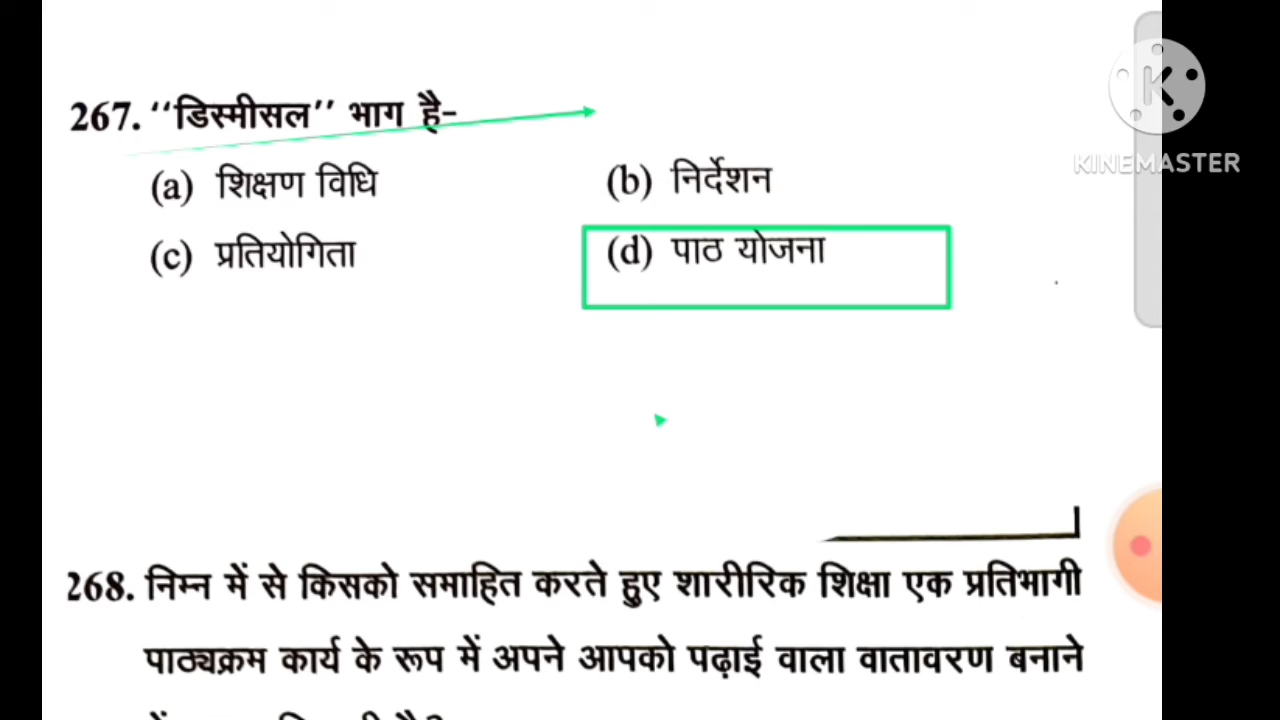 267. ‘‘डिस्मीसल’’ भाग है-
(a) शिक्षण विधि (b) निर्देशन
(c) प्रतियोगिता (d) पाठ योजना
268. निम्न में से किसको समाहित करते हुए शारीरिक शिक्षा एक प्रतिभागी
पाठ्यक्रम कार्य के रूप में अपने आपको पढ़ाई वाला वातावरण बनाने
K
KINEMASTER